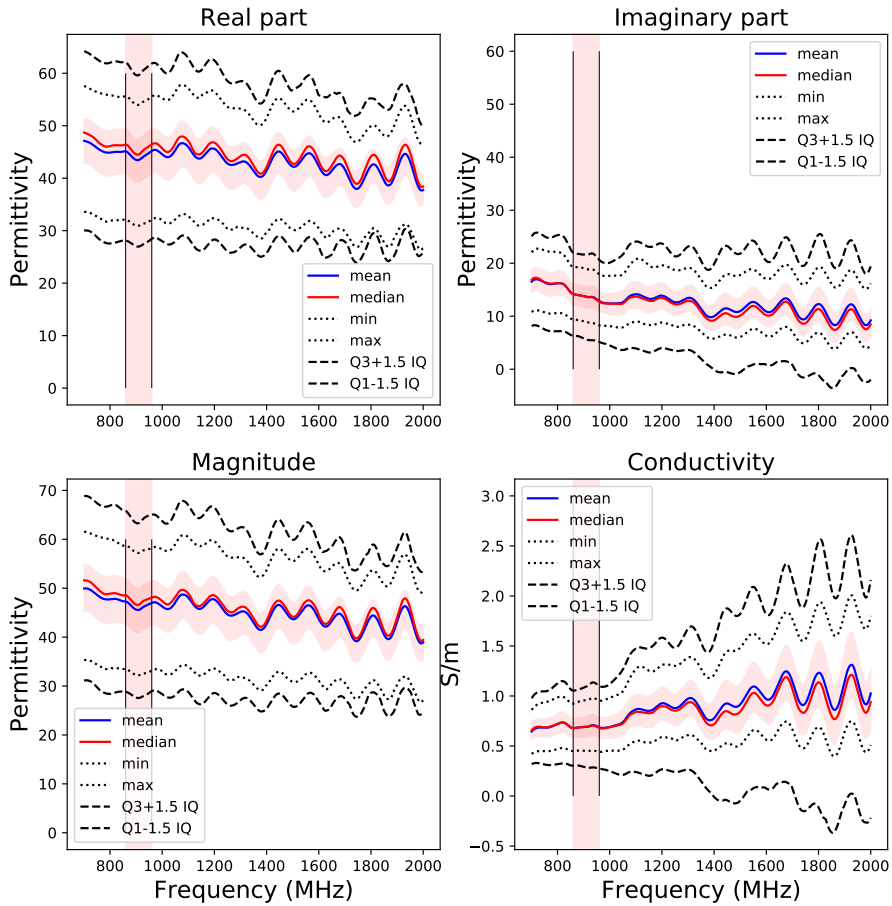 Real part
Permittivity
60
50
40
30
20
10
0
800 1000 1200 1400 1600 1800 2000
mean
median
min
max
Q3+1.5 IQ
Q1-1.5 IQ
Imaginary part
Permittivity
60
50
40
30
20
10
0
800 1000 1200 1400 1600 1800 2000
mean
median
min
max
Q3+1.5 IQ
Q1-1.5 IQ
Magnitude
Permittivity
70
60
50
40
30
20
10
0
800 1000 1200 1400 1600 1800 2000
Frequency (MHz)
mean
median
min
max
Q3+1.5 IQ
Q1-1.5 IQ
Conductivity
S/m
3.0
2.5
2.0
1.5
1.0
0.5
0.0
−0.5
800 1000 1200 1400 1600 1800 2000
Frequency (MHz)
mean
median
min
max
Q3+1.5 IQ
Q1-1.5 IQ